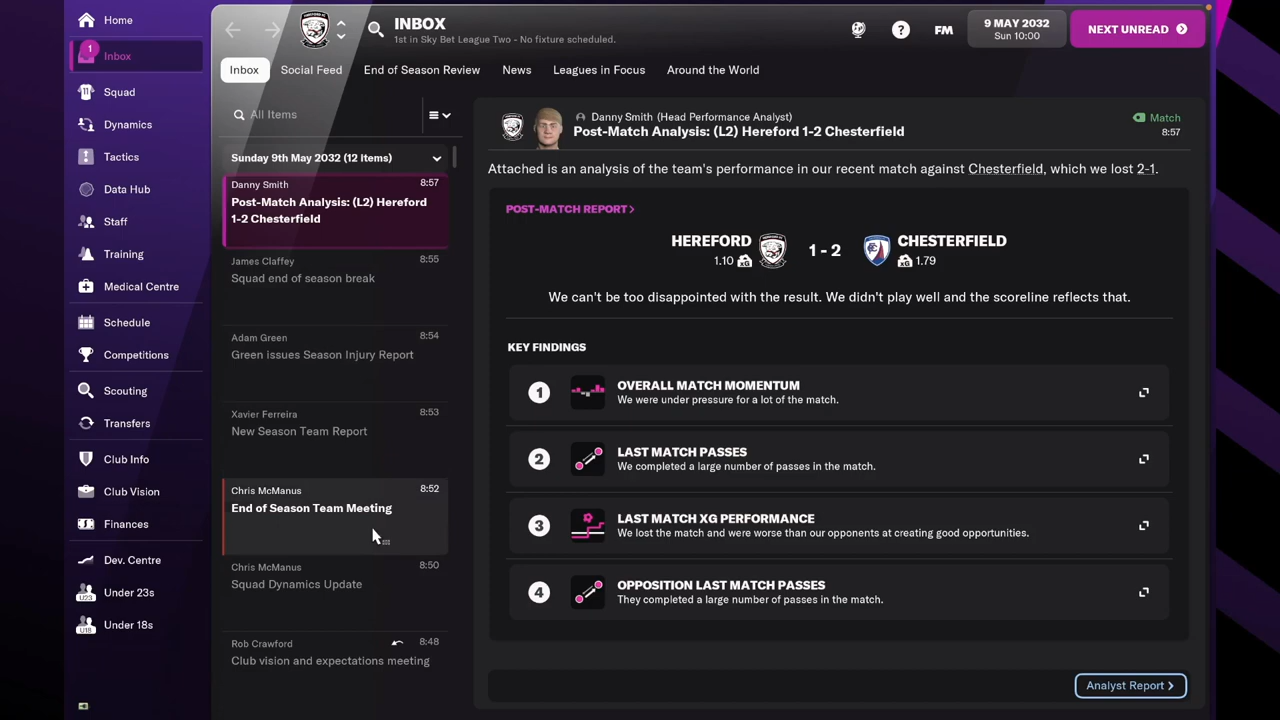 Home
1
Inbox
Squad
Dynamics
Tactics
Data Hub
Staff
Training
Medical Centre
Schedule
Competitions
Scouting
Transfers
Club Info
Club Vision
Finances
Dev. Centre
U23
Under 23s
U18
Under 18s
INBOX
1st in Sky Bet League Two - No fixture scheduled.
FM
9 MAY 2032
Sun 10:00
NEXT UNREAD
Inbox
Social Feed
End of Season Review
News
Leagues in Focus
Around the World
All Items
Sunday 9th May 2032 (12 items)
Danny Smith
8:57
Post-Match Analysis: (L2) Hereford
1-2 Chesterfield
James Claffey
8:55
Squad end of season break
Adam Green
8:54
Green issues Season Injury Report
Xavier Ferreira
8:53
New Season Team Report
Chris McManus
8:52
End of Season Team Meeting
Chris McManus
8:50
Squad Dynamics Update
Rob Crawford
8:48
Club vision and expectations meeting
Danny Smith (Head Performance Analyst)
Post-Match Analysis: (L2) Hereford 1-2 Chesterfield
Match
8:57
Attached is an analysis of the team's performance in our recent match against Chesterfield, which we lost 2-1.
POST-MATCH REPORT
HEREFORD
1.10 xG
1 - 2
CHESTERFIELD
xG 1.79
We can't be too disappointed with the result. We didn't play well and the scoreline reflects that.
KEY FINDINGS
1
OVERALL MATCH MOMENTUM
We were under pressure for a lot of the match.
2
LAST MATCH PASSES
We completed a large number of passes in the match.
3
LAST MATCH XG PERFORMANCE
We lost the match and were worse than our opponents at creating good opportunities.
4
OPPOSITION LAST MATCH PASSES
They completed a large number of passes in the match.
Analyst Report